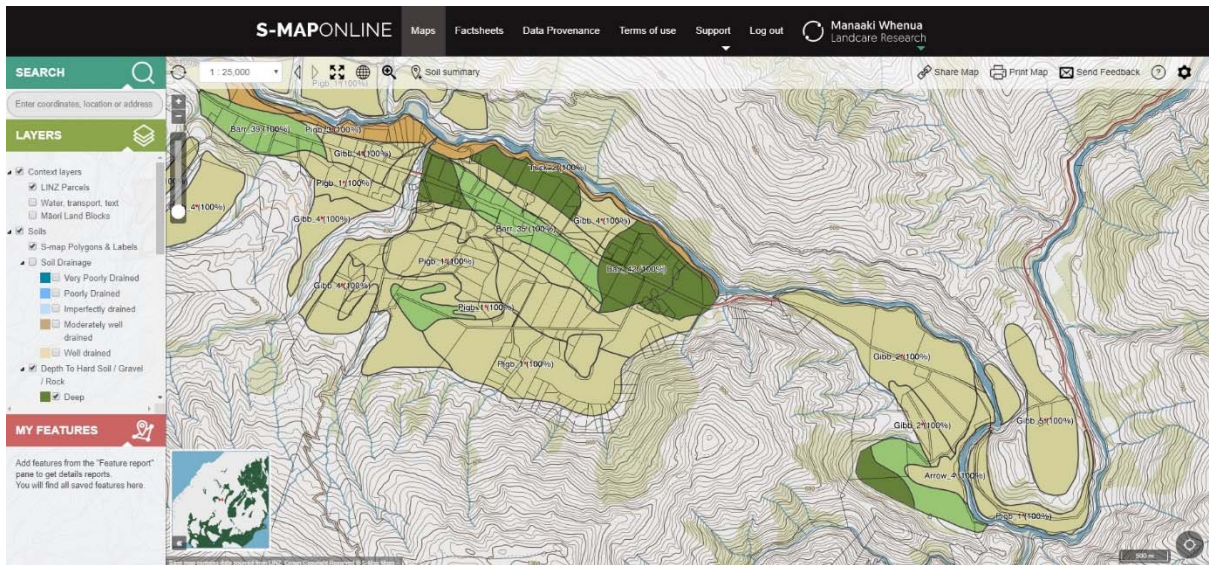 S-MAPONLINE Maps Factsheets Data Provenance Terms of use Support Log out Manaaki Whenua
Landcare Research
SEARCH
1 : 25,000
Soil summary
Share Map Print Map Send Feedback ?
Enter coordinates, location or address
LAYERS
Context layers
LINZ Parcels
Water, transport, text
Māori Land Blocks
Soils
S-map Polygons & Labels
Soil Drainage
Very Poorly Drained
Poorly Drained
Imperfectly drained
Moderately well
drained
Well drained
Depth To Hard Soil / Gravel
/ Rock
Deep
MY FEATURES
Add features from the "Feature report"
pane to get details reports.
You will find all saved features here.
Pigb_1*(100%)
Barr_39*(100%)
Gibb_4*(100%)
Pigb_1*(100%)
Gibb_4*(100%)
Gibb_4*(100%)
Barr_35*(100%)
Pigb_1*(100%)
Gibb_4*(100%)
Pigb_1*(100%)
Pigb_1*(100%)
Gibb_2*(100%)
Gibb_2*(100%)
Gibb_5*(100%)
Arrow_4*(100%)
Pigb_1*(100%)
500 m